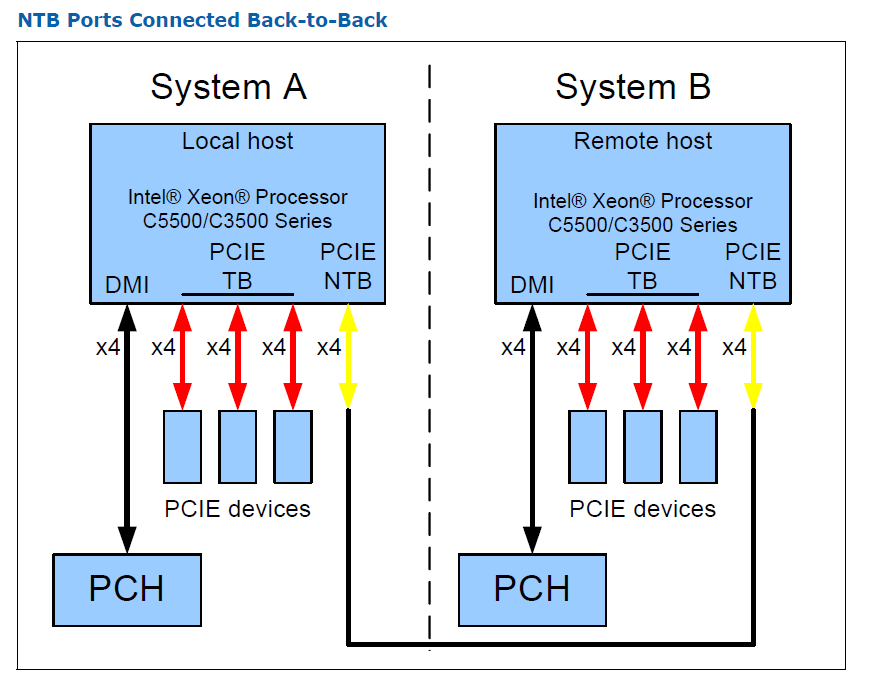 NTB Ports Connected Back-to-Back
System A
Local host
Intel® Xeon® Processor
C5500/C3500 Series
DMI
PCIE
TB
PCIE
NTB
x4
x4
x4
x4
x4
PCIE devices
PCH
System B
Remote host
Intel® Xeon® Processor
C5500/C3500 Series
DMI
PCIE
TB
PCIE
NTB
x4
x4
x4
x4
x4
PCIE devices
PCH